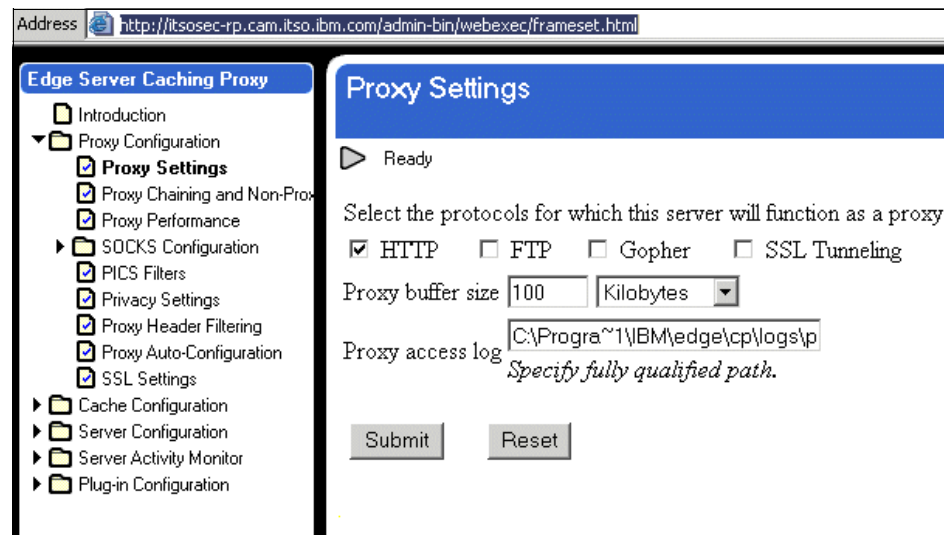 Address http://itsosec-rp.cam.itso.ibm.com/admin-bin/webexec/frameset.html
Edge Server Caching Proxy
Introduction
Proxy Configuration
Proxy Settings
Proxy Chaining and Non-Prox
Proxy Performance
SOCKS Configuration
PICS Filters
Privacy Settings
Proxy Header Filtering
Proxy Auto-Configuration
SSL Settings
Cache Configuration
Server Configuration
Server Activity Monitor
Plug-in Configuration
Proxy Settings
Ready
Select the protocols for which this server will function as a proxy
HTTP FTP Gopher SSL Tunneling
Proxy buffer size 100 Kilobytes
Proxy access log C:\Progra~1\IBM\edge\cp\logs\p
Specify fully qualified path.
Submit Reset